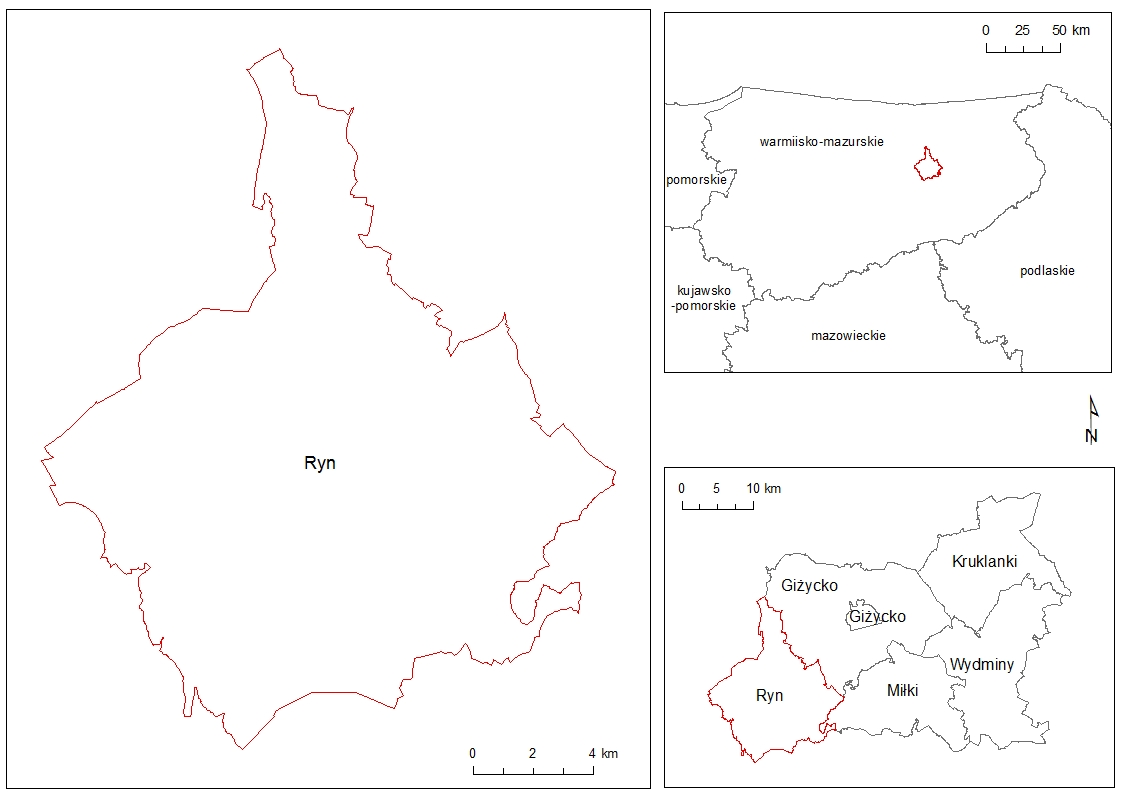 Ryn
0 2 4 km
0 25 50 km
warmiisko-mazurskie
pomorskie
podlaskie
kujawsko
-pomorskie
mazowieckie
N
0 5 10 km
Kruklanki
Giżycko
Giżycko
Wydminy
Miłki
Ryn